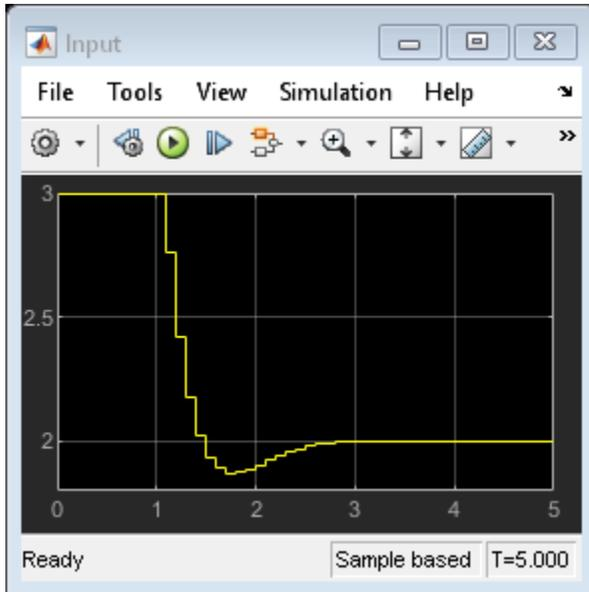 Input
File Tools View Simulation Help
3
2.5
2
0 1 2 3 4 5
Ready Sample based T=5.000